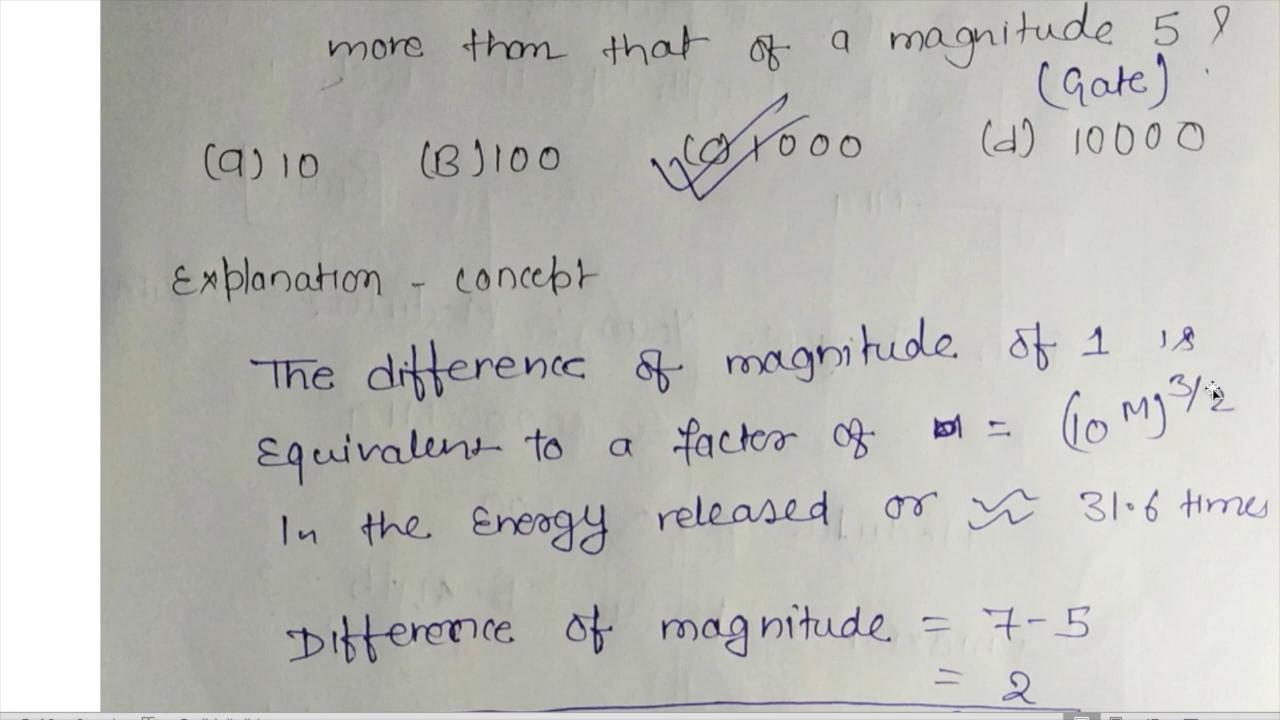 more than that of a magnitude 5 ?
(Gate)
(a) 10 (B) 100 (c) 1000 (d) 10000
Explanation - concept
The difference of magnitude of 1 is
Equivalent to a factor of = (10^M)^3/2
In the Energy released or ≈ 31.6 times
Difference of magnitude = 7-5
= 2